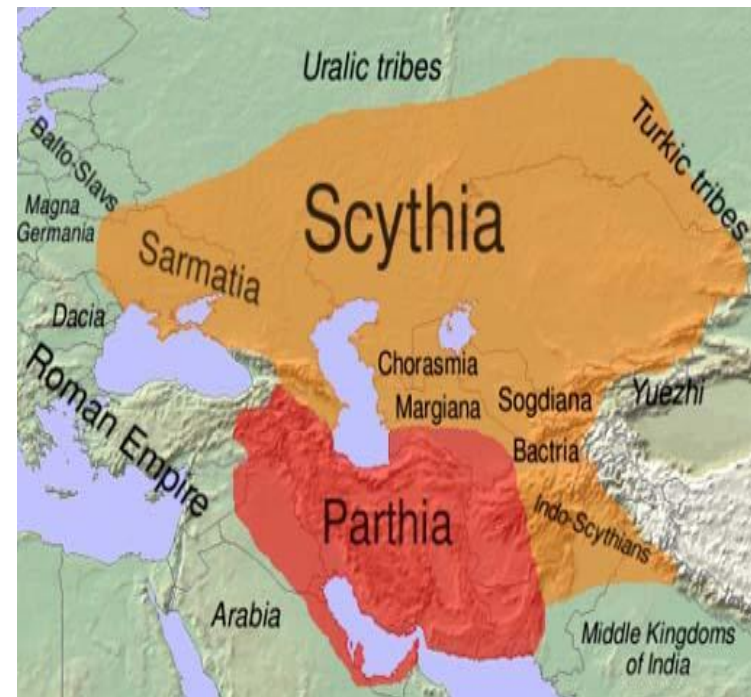 Uralic tribes
Turkic tribes
Balto-Slavs
Scythia
Magna
Germania
Sarmatia
Dacia
Roman Empire
Chorasmia
Margiana
Sogdiana
Yuezhi
Bactria
Parthia
Indo-Scythians
Arabia
Middle Kingdoms
of India